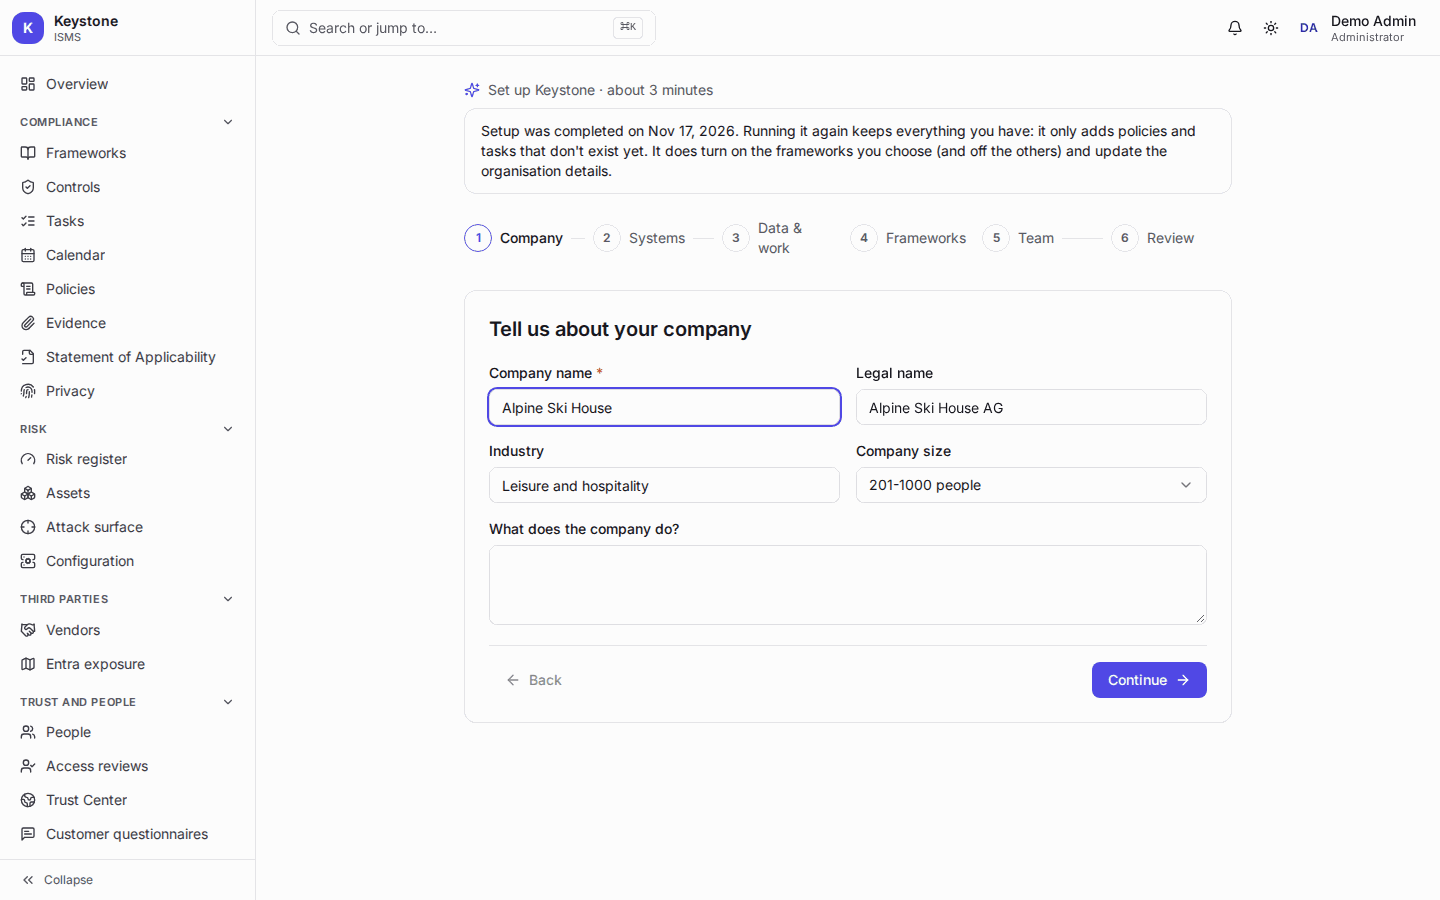 Keystone
ISMS
Search or jump to...
⌘K
DA
Demo Admin
Administrator
Overview
COMPLIANCE
Frameworks
Controls
Tasks
Calendar
Policies
Evidence
Statement of Applicability
Privacy
RISK
Risk register
Assets
Attack surface
Configuration
THIRD PARTIES
Vendors
Entra exposure
TRUST AND PEOPLE
People
Access reviews
Trust Center
Customer questionnaires
Collapse
Set up Keystone · about 3 minutes
Setup was completed on Nov 17, 2026. Running it again keeps everything you have: it only adds policies and
tasks that don't exist yet. It does turn on the frameworks you choose (and off the others) and update the
organisation details.
1 Company
2 Systems
3 Data & work
4 Frameworks
5 Team
6 Review
Tell us about your company
Company name *
Alpine Ski House
Legal name
Alpine Ski House AG
Industry
Leisure and hospitality
Company size
201-1000 people
What does the company do?
Back
Continue
K